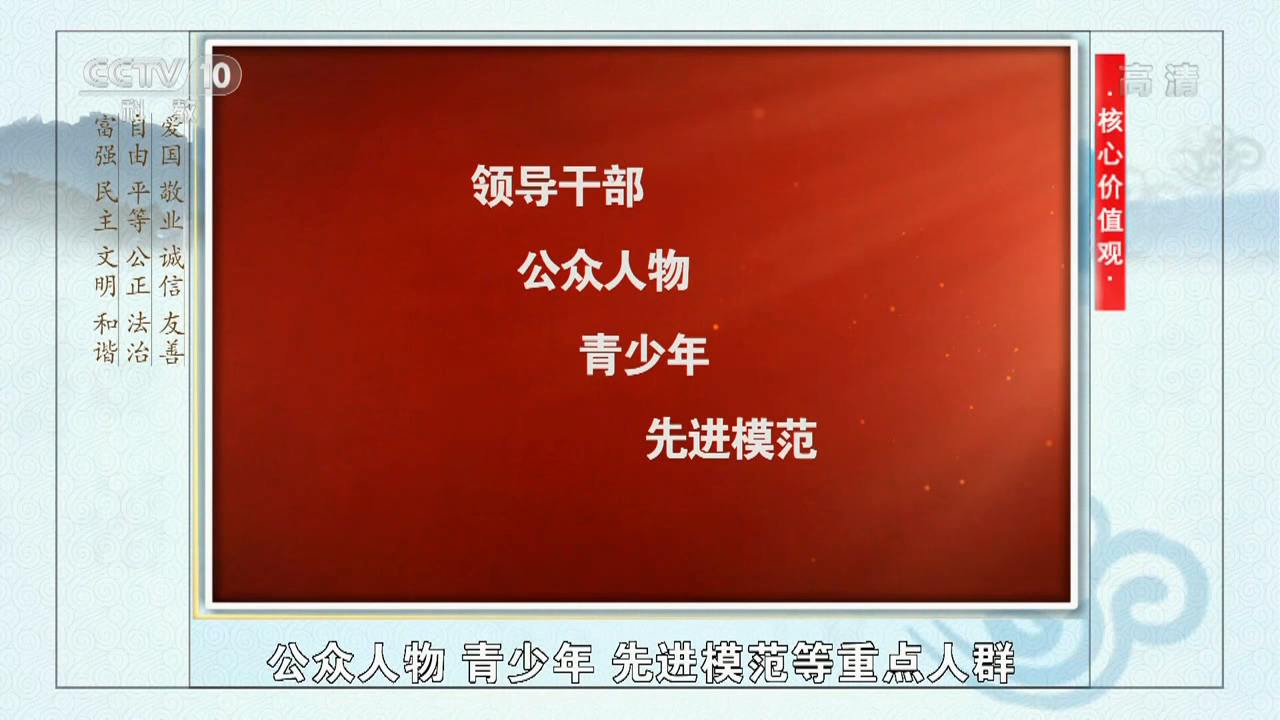 CCTV 10
科教
高清
富强 民主 文明 和谐
自由 平等 公正 法治
爱国 敬业 诚信 友善
领导干部
公众人物
青少年
先进模范
·核心价值观·
公众人物 青少年 先进模范等重点人群